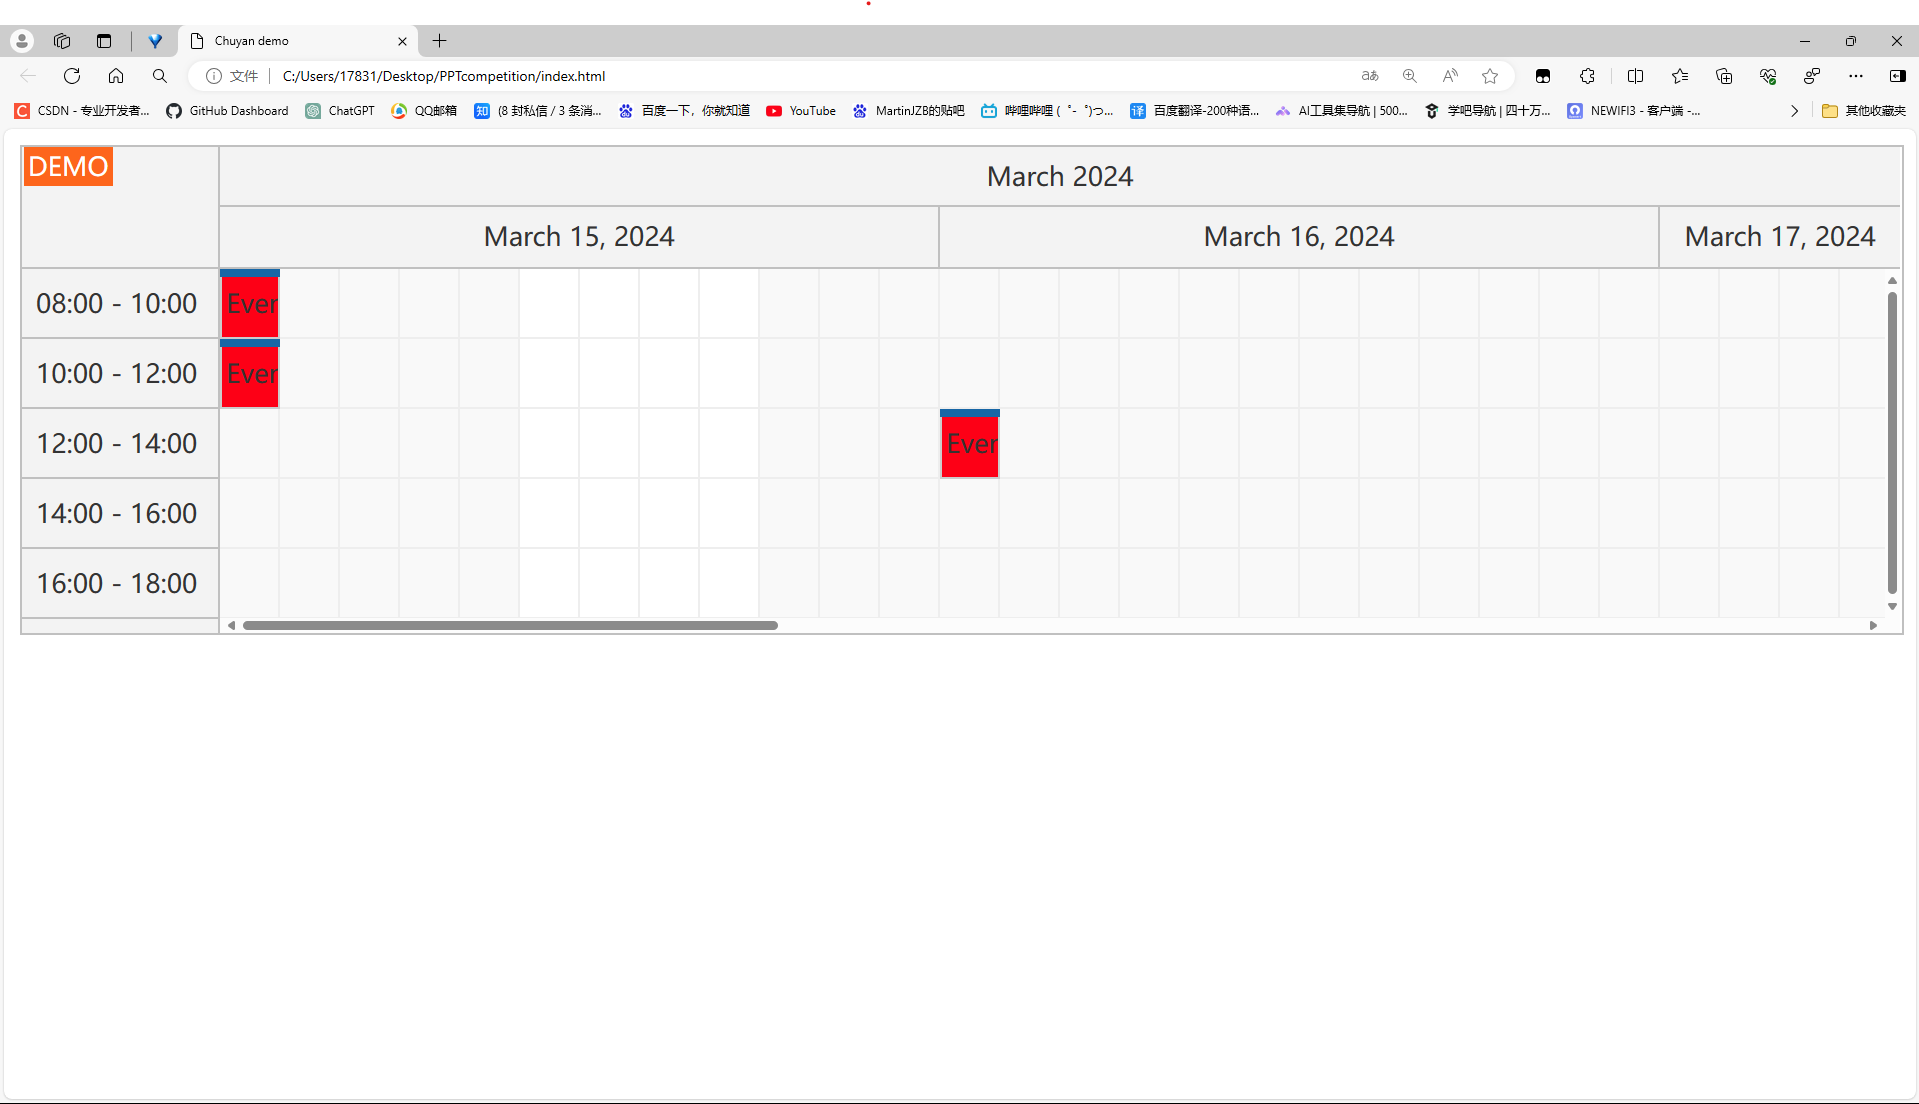 Chuyan demo
文件
C:/Users/17831/Desktop/PPTcompetition/index.html
aあ
CSDN - 专业开发者...
GitHub Dashboard
ChatGPT
QQ邮箱
知
(8 封私信 / 3 条消...
百度一下，你就知道
YouTube
MartinJZB的贴吧
哔哩哔哩 (゜-゜)つ...
译
百度翻译-200种语...
AI工具集导航 | 500...
学吧导航 | 四十万...
NEWIFI3 - 客户端 -...
其他收藏夹
DEMO
March 2024
March 15, 2024
March 16, 2024
March 17, 2024
08:00 - 10:00
Ever
10:00 - 12:00
Ever
12:00 - 14:00
Ever
14:00 - 16:00
16:00 - 18:00